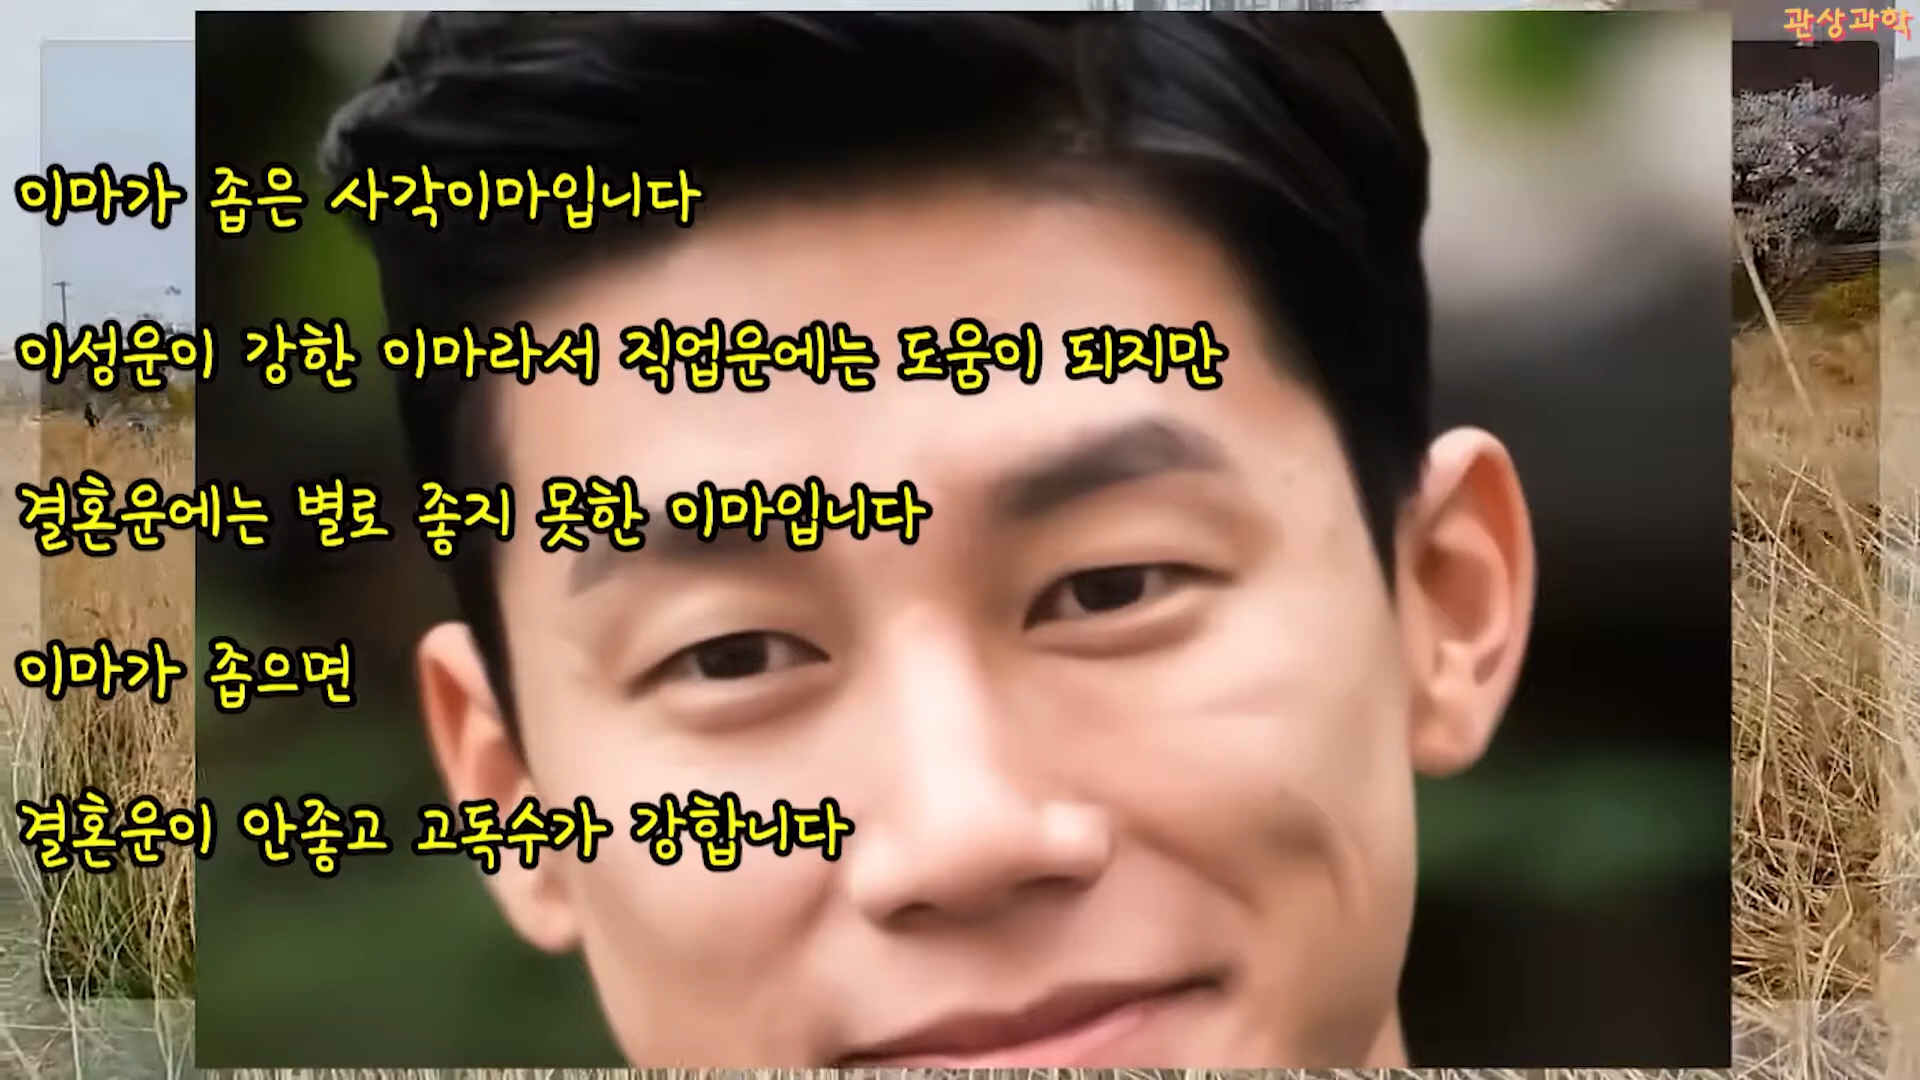 관상과학
이마가 좁은 사각이마입니다
이성운이 강한 이마라서 직업운에는 도움이 되지만
결혼운에는 별로 좋지 못한 이마입니다
이마가 좁으면
결혼운이 안좋고 고독수가 강합니다